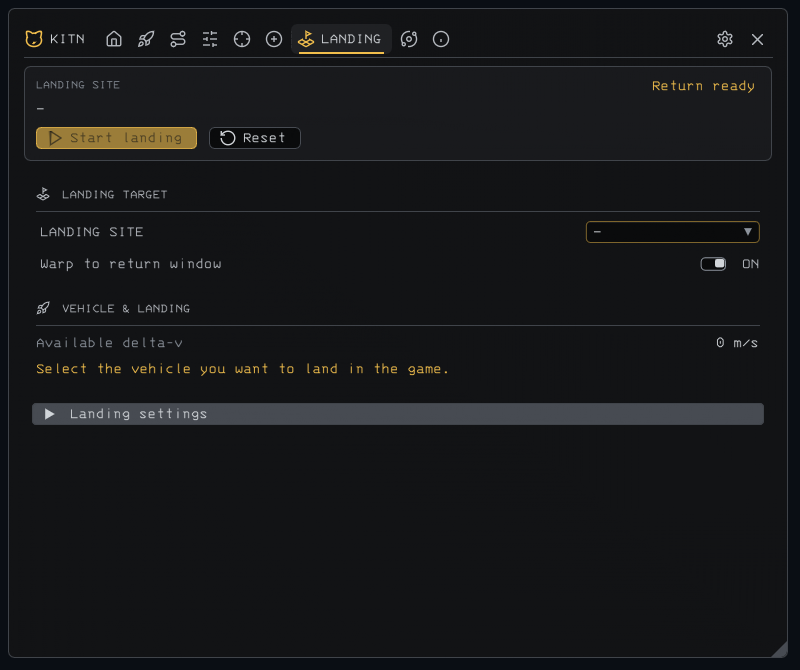 KITN
LANDING
LANDING SITE
Return ready
–
Start landing
Reset
LANDING TARGET
LANDING SITE
–
Warp to return window
ON
VEHICLE & LANDING
Available delta-v
0 m/s
Select the vehicle you want to land in the game.
Landing settings